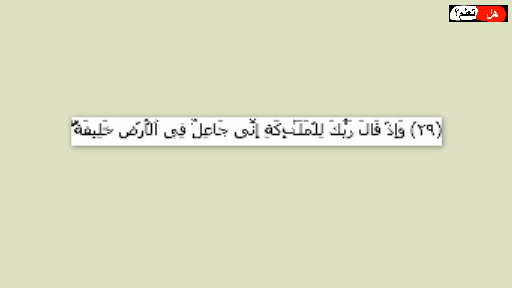 هل تعلم؟
(٢٩) وَإِذْ قَالَ رَبُّكَ لِلْمَلَـٰٓئِكَةِ إِنِّى جَاعِلٌ فِى ٱلْأَرْضِ خَلِيفَةً ۖ